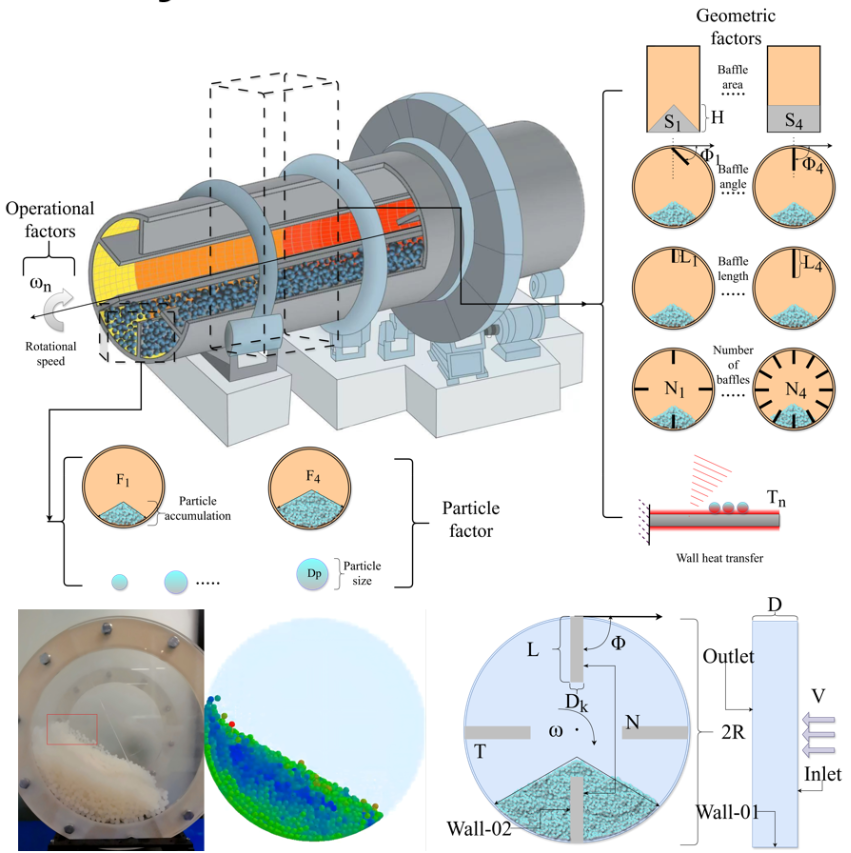 Geometric
factors
Baffle
area
.....
S1
H
S4
Φ1
Baffle
angle
.....
Φ4
Operational
factors
ωn
Rotational
speed
L1
Baffle
length
.....
L4
Number
of
baffles
N1
.....
N4
F1
Particle
accumulation
F4
Particle
factor
Tn
Wall heat transfer
.....
Dp
Particle
size
D
L
Φ
Outlet
V
Dk
N
T
ω
2R
Inlet
Wall-02
Wall-01